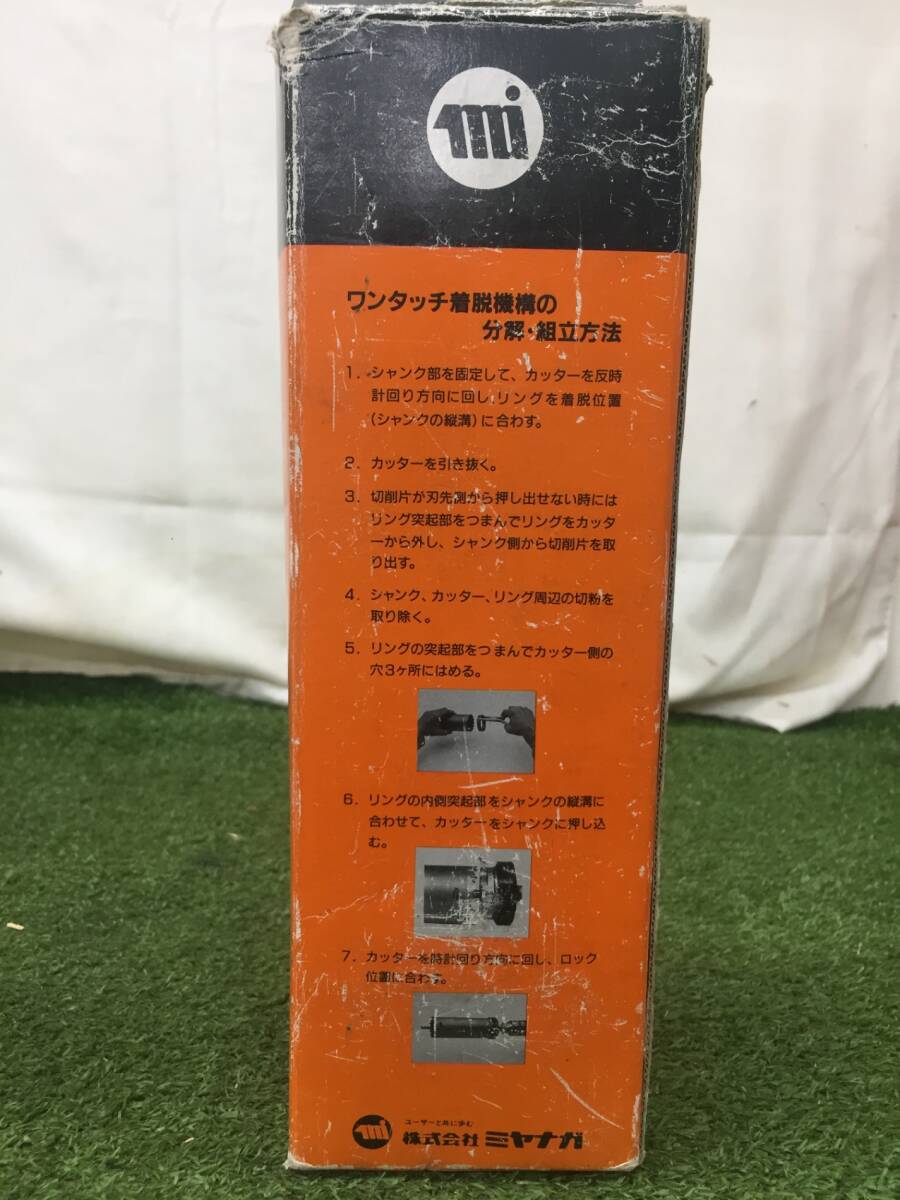 mi
ワンタッチ着脱機構の
分解・組立方法
1. シャンク部を固定して、カッターを反時
計回り方向に回し、リングを着脱位置
(シャンクの縦溝)に合わす。
2. カッターを引き抜く。
3. 切削片が刃先側から押し出せない時には
リング突起部をつまんでリングをカッタ
ーから外し、シャンク側から切削片を取
り出す。
4. シャンク、カッター、リング周辺の切粉を
取り除く。
5. リングの突起部をつまんでカッター側の
穴3ヶ所にはめる。
6. リングの内側突起部をシャンクの縦溝に
合わせて、カッターをシャンクに押し込
む。
7. カッターを時計回り方向に回し、ロック
位置に合わす。
ユーザーと共に歩む
mi 株式会社 ミヤナガ